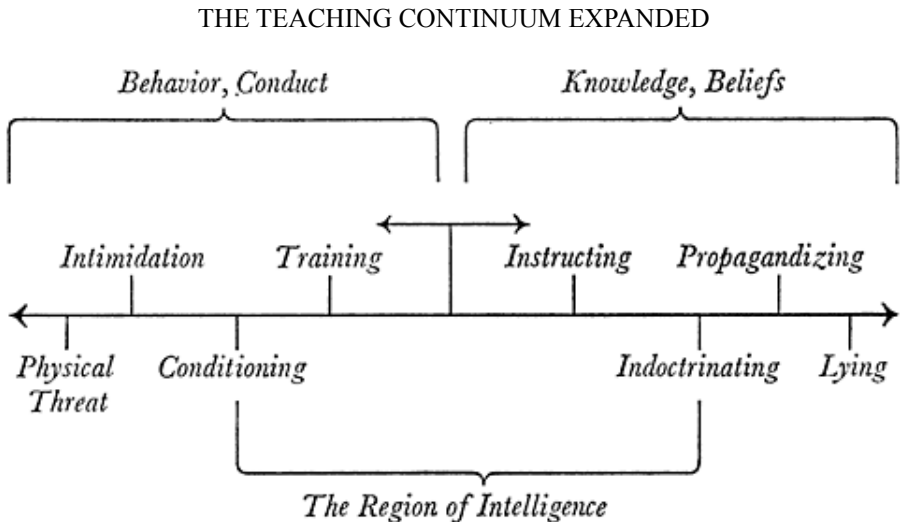 THE TEACHING CONTINUUM EXPANDED
Behavior, Conduct
Knowledge, Beliefs
Intimidation
Training
Instructing
Propagandizing
Physical
Threat
Conditioning
Indoctrinating
Lying
The Region of Intelligence